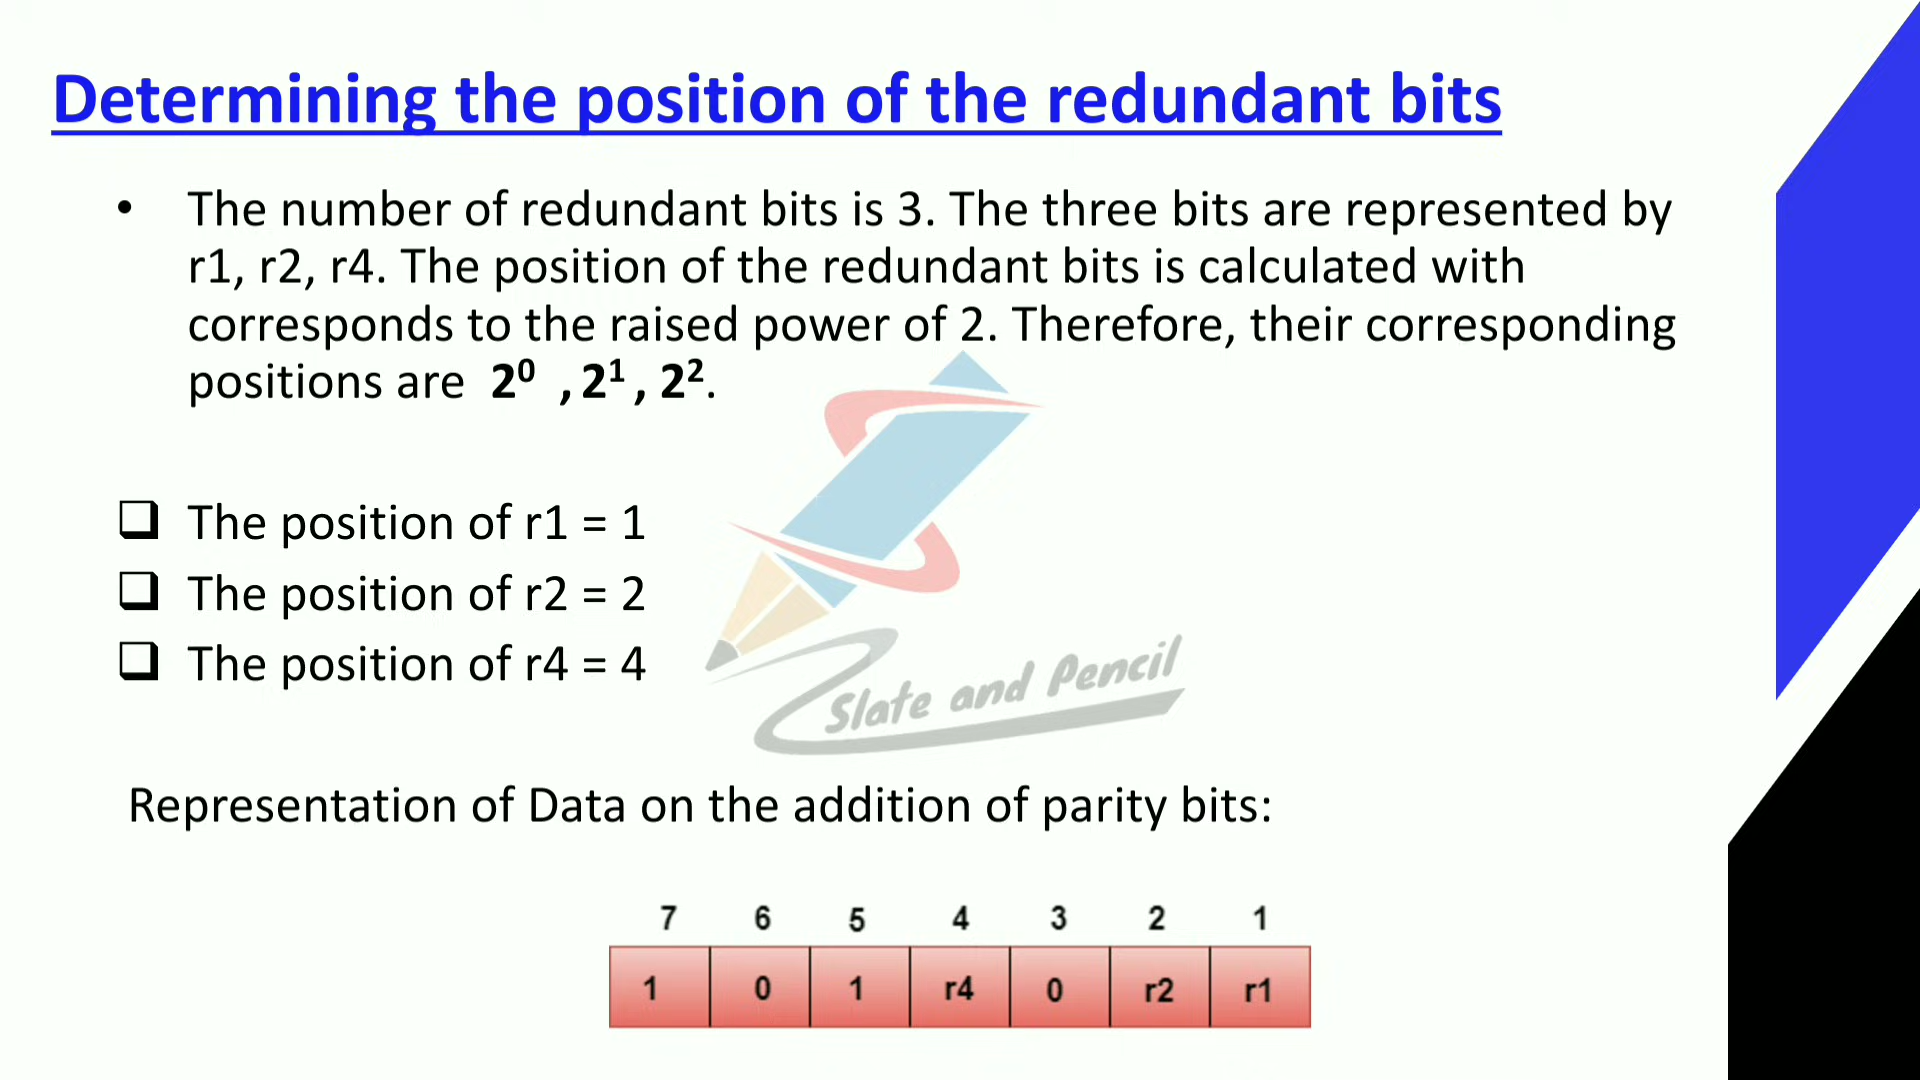 Determining the position of the redundant bits
• The number of redundant bits is 3. The three bits are represented by
r1, r2, r4. The position of the redundant bits is calculated with
corresponds to the raised power of 2. Therefore, their corresponding
positions are 2⁰ , 2¹ , 2².
❑ The position of r1 = 1
❑ The position of r2 = 2
❑ The position of r4 = 4
Slate and Pencil
Representation of Data on the addition of parity bits:
7 6 5 4 3 2 1
1 0 1 r4 0 r2 r1